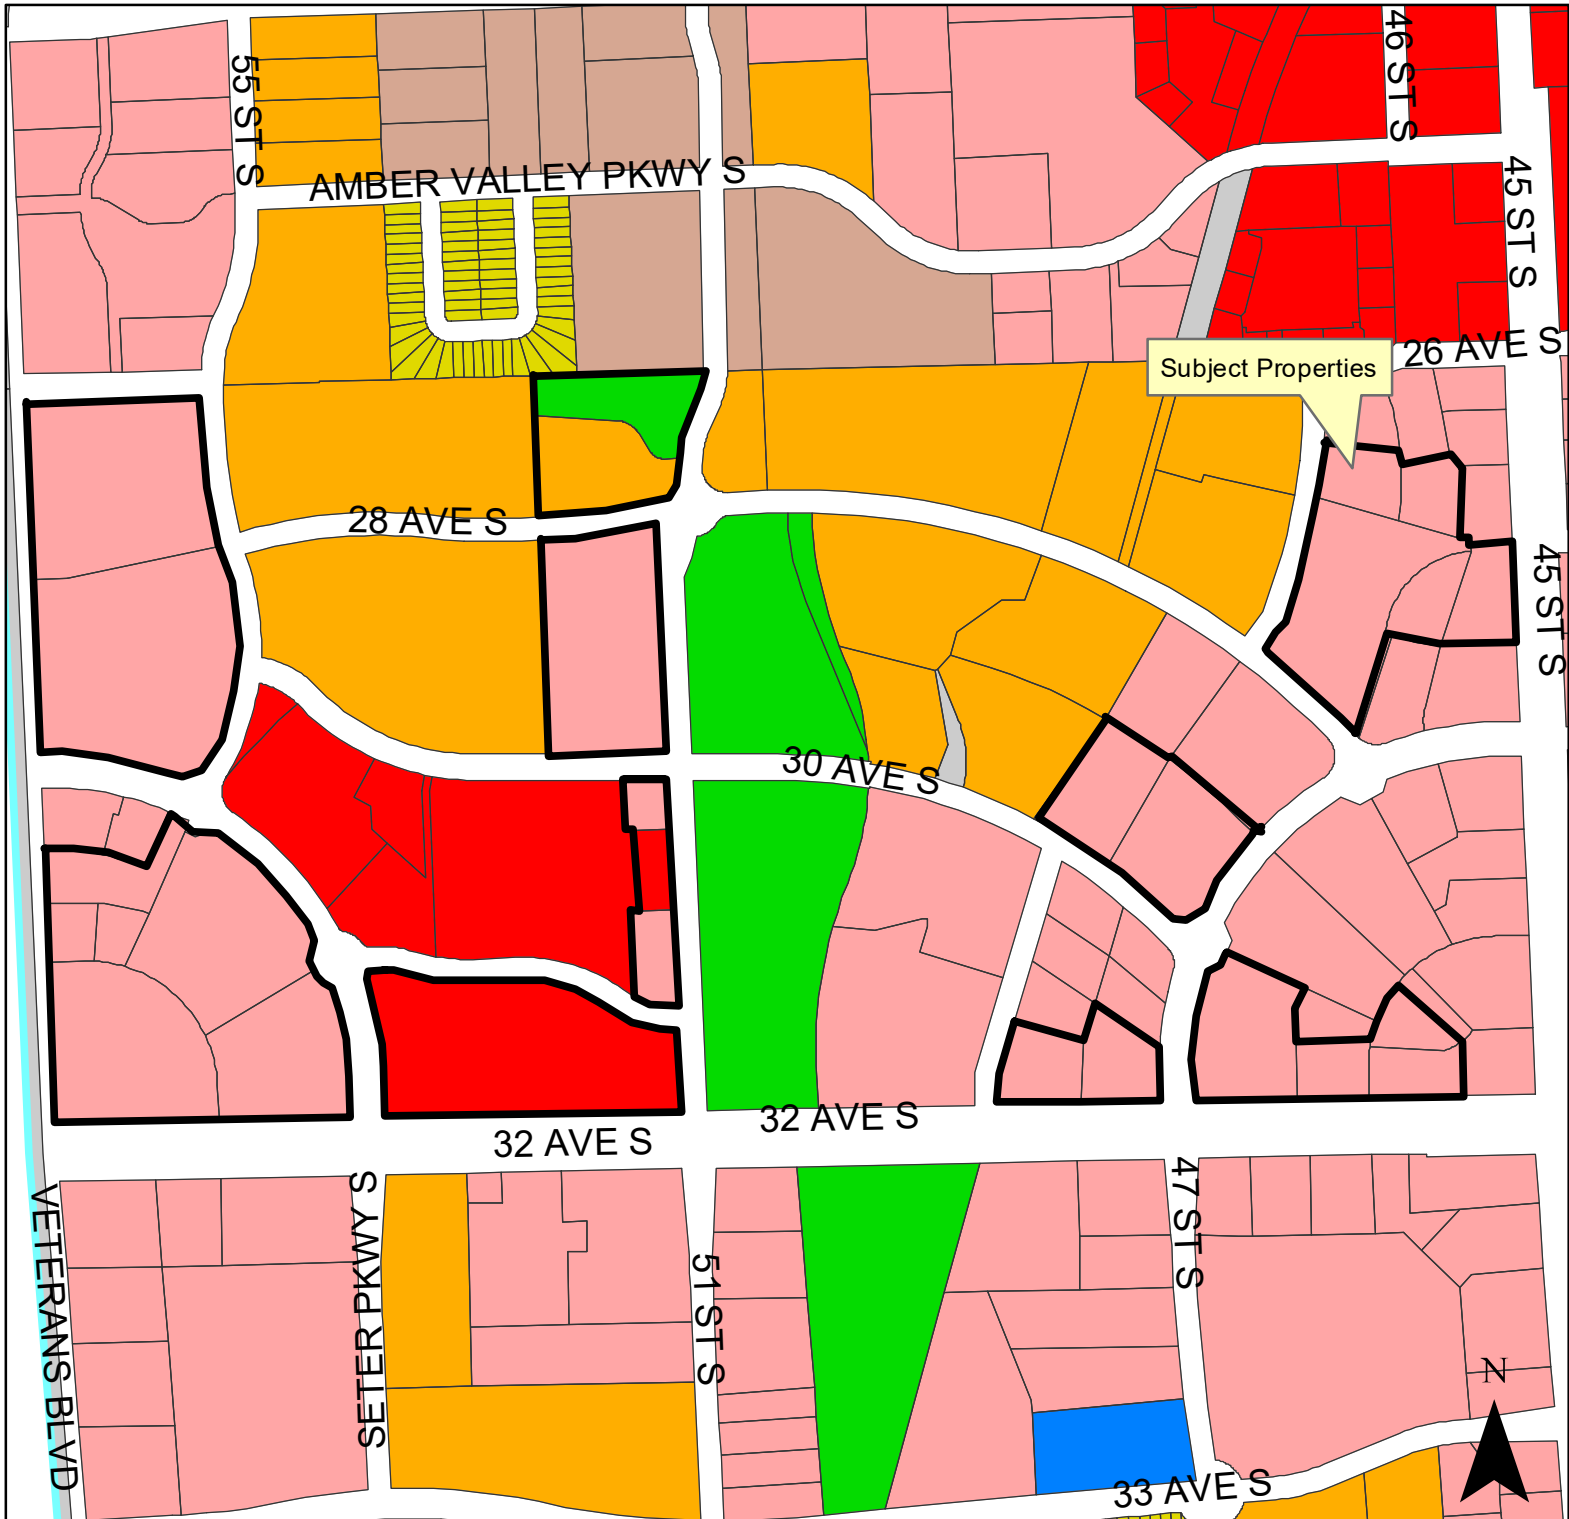 55 ST S
46 ST S
AMBER VALLEY PKWY S
45 ST S
26 AVE S
Subject Properties
28 AVE S
45 ST S
30 AVE S
32 AVE S
32 AVE S
VETERANS BLVD
SETER PKWY S
51 ST S
47 ST S
N
33 AVE S